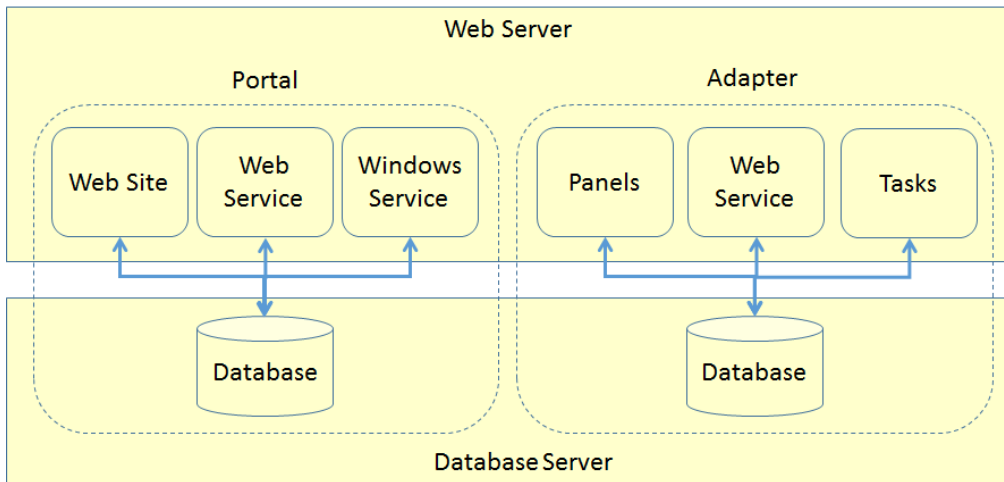 Web Server
Portal
Adapter
Web Site
Web
Service
Windows
Service
Panels
Web
Service
Tasks
Database
Database
Database Server